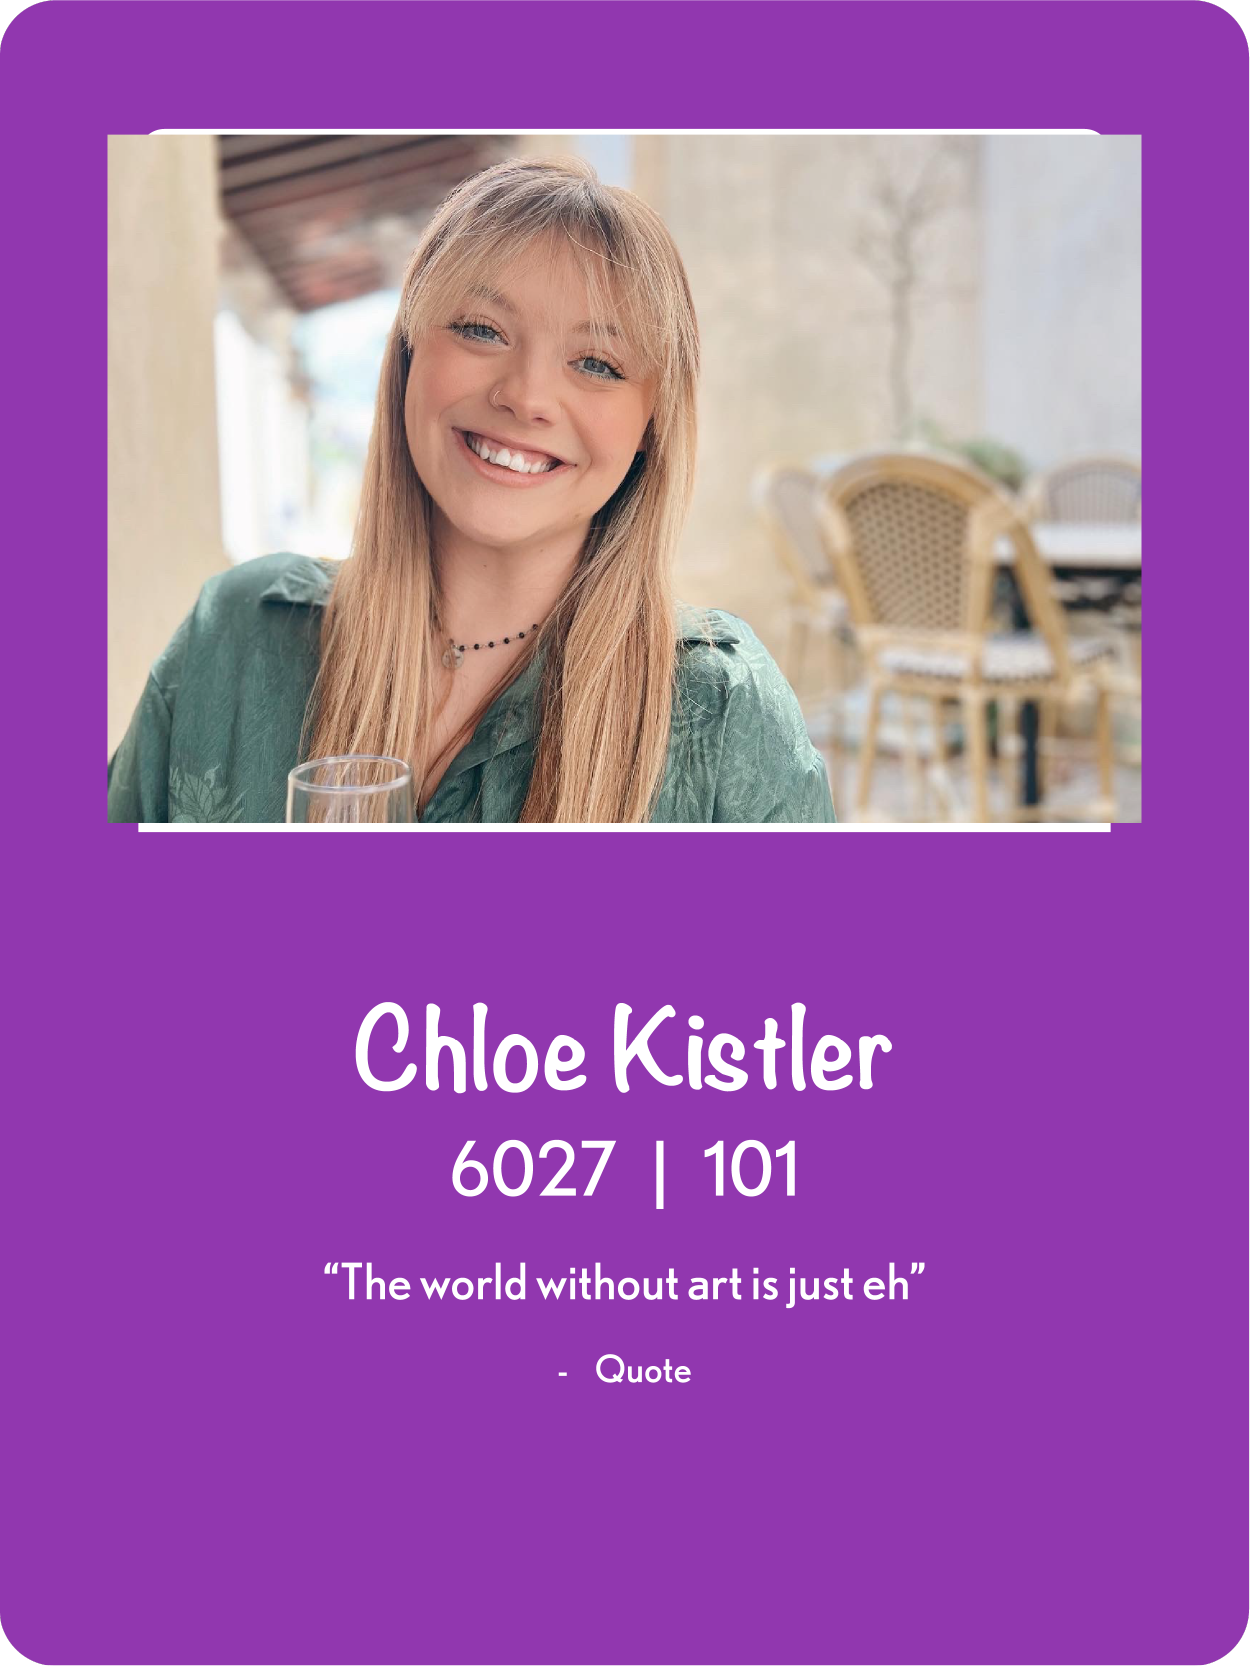 Chloe Kistler
6027 | 101
“The world without art is just eh”
- Quote